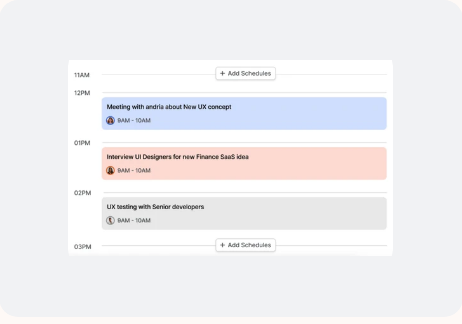 11AM
+ Add Schedules
12PM
Meeting with andria about New UX concept
9AM - 10AM
01PM
Interview UI Designers for new Finance SaaS idea
9AM - 10AM
02PM
UX testing with Senior developers
9AM - 10AM
03PM
+ Add Schedules